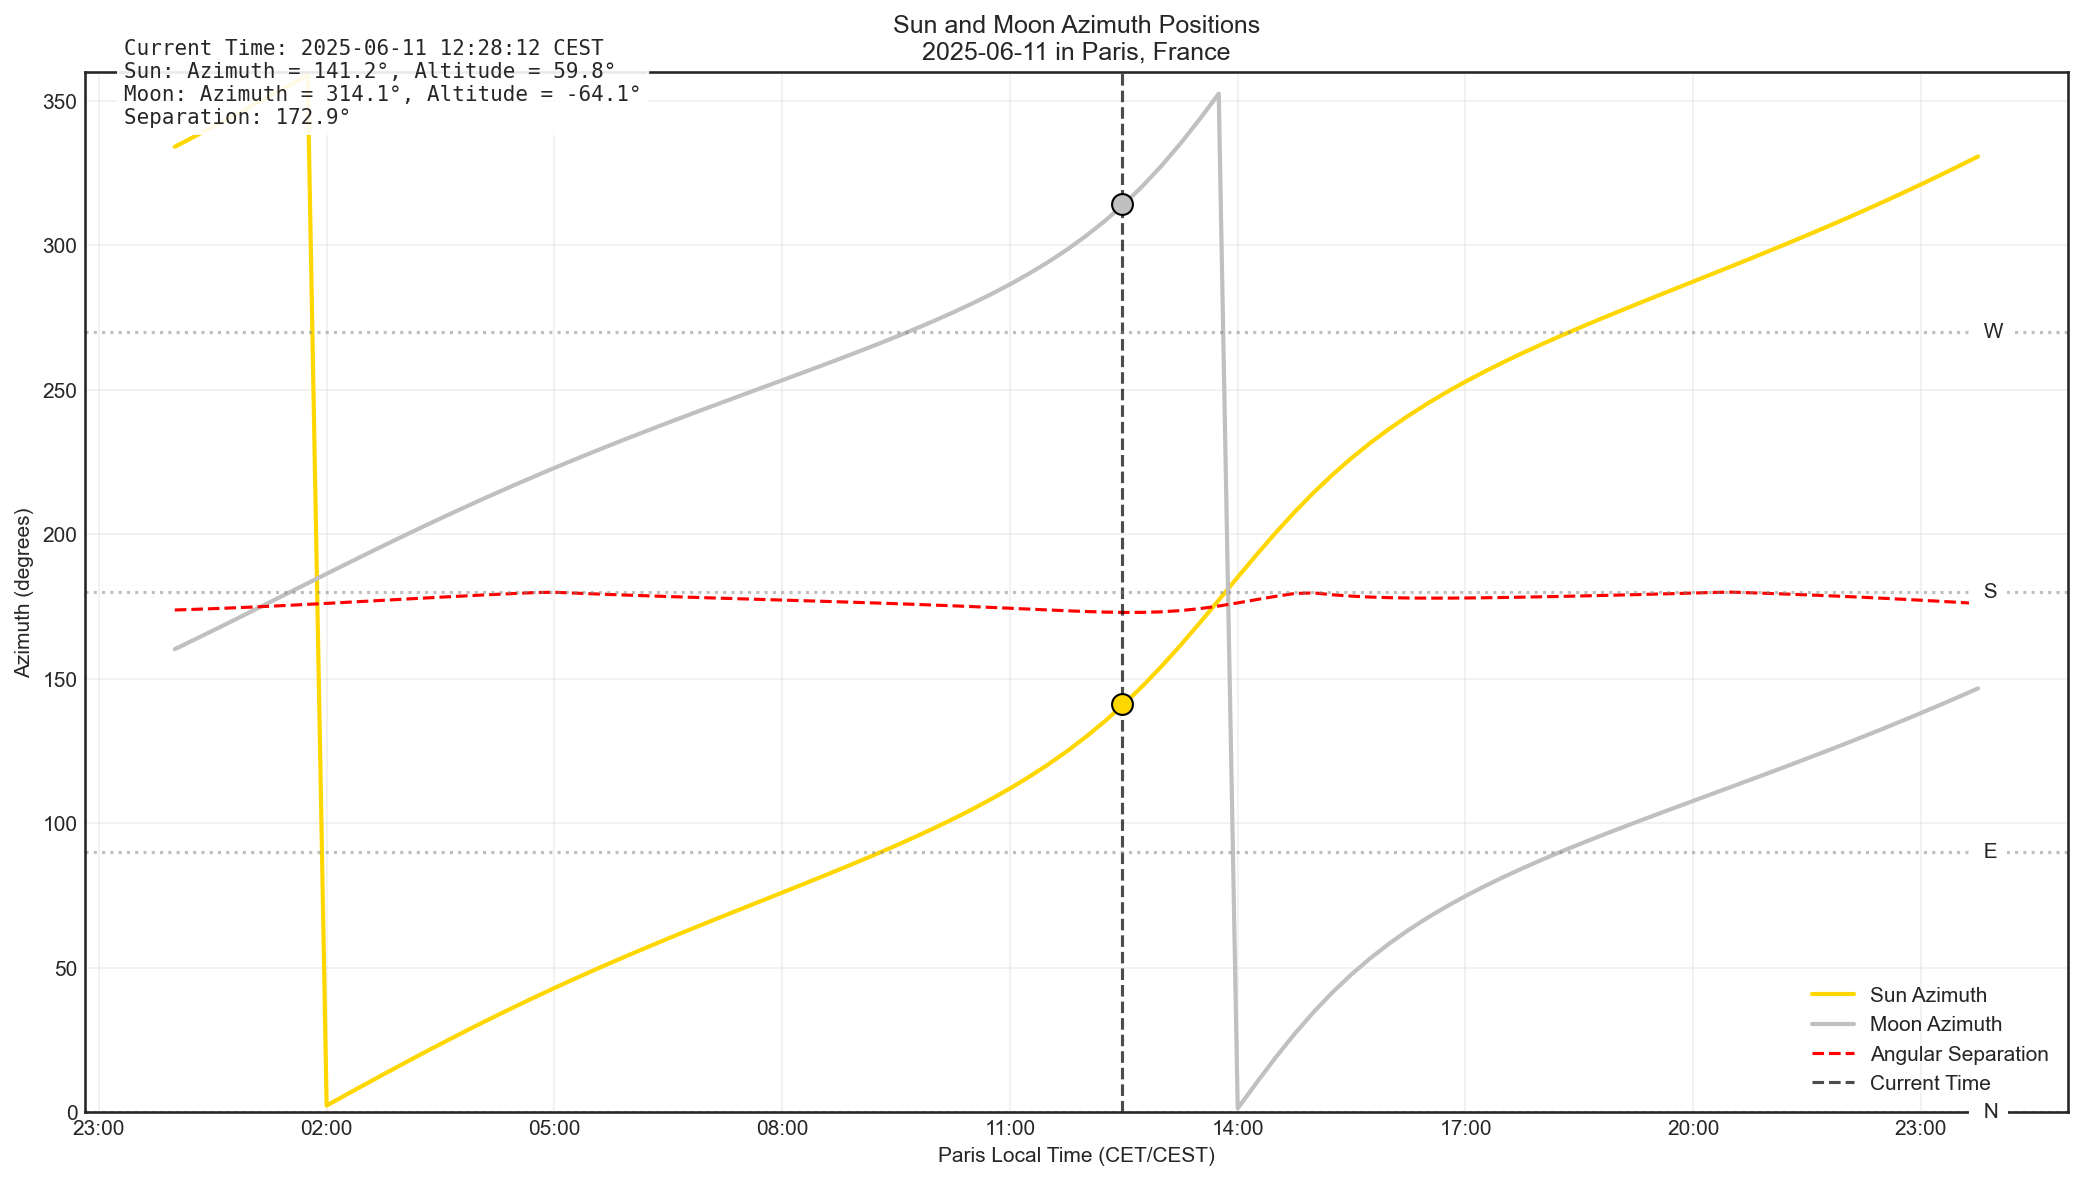 Sun and Moon Azimuth Positions
2025-06-11 in Paris, France
Current Time: 2025-06-11 12:28:12 CEST
Sun: Azimuth = 141.2°, Altitude = 59.8°
Moon: Azimuth = 314.1°, Altitude = -64.1°
Separation: 172.9°
Azimuth (degrees)
350
300
250
200
150
100
50
0
W
S
E
N
Sun Azimuth
Moon Azimuth
Angular Separation
Current Time
23:00 02:00 05:00 08:00 11:00 14:00 17:00 20:00 23:00
Paris Local Time (CET/CEST)